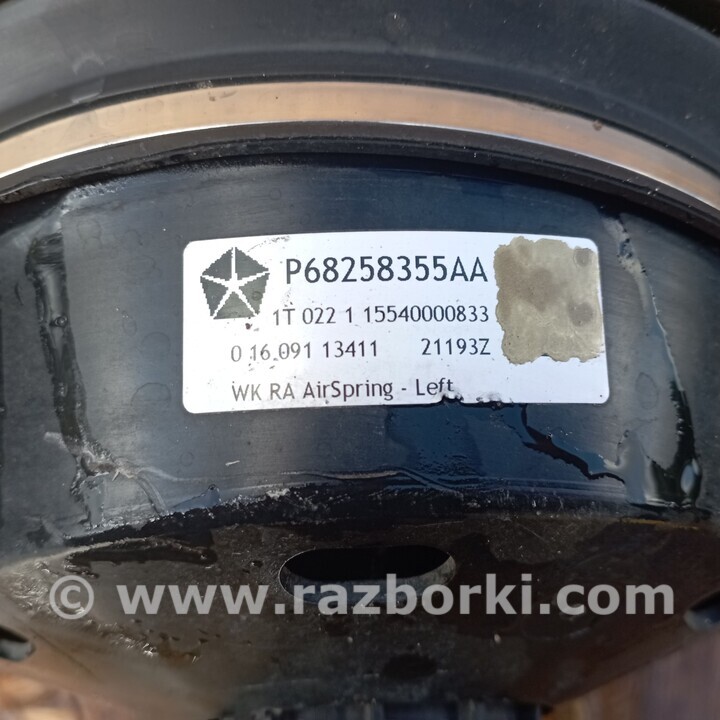 P68258355AA
1T 022 1 15540000833
0 16.091 13411 21193Z
WK RA AirSpring - Left
© www.razborki.com